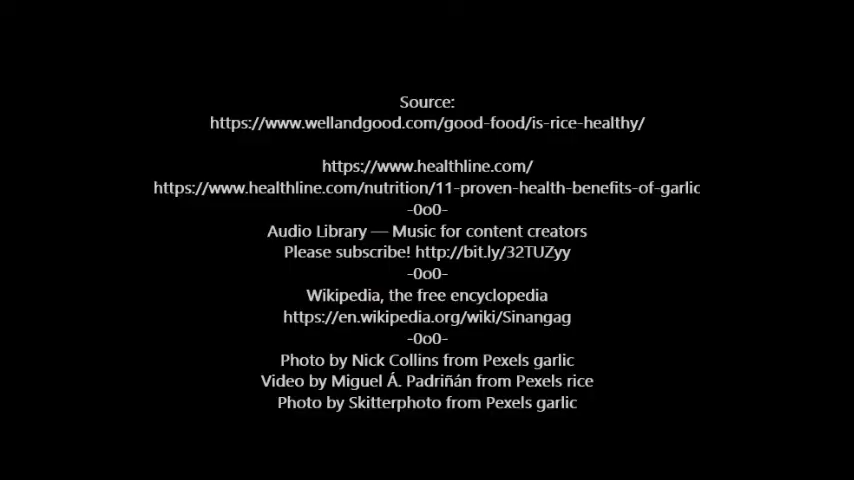 Source:
https://www.wellandgood.com/good-food/is-rice-healthy/
https://www.healthline.com/
https://www.healthline.com/nutrition/11-proven-health-benefits-of-garlic
-0o0-
Audio Library — Music for content creators
Please subscribe! http://bit.ly/32TUZyy
-0o0-
Wikipedia, the free encyclopedia
https://en.wikipedia.org/wiki/Sinangag
-0o0-
Photo by Nick Collins from Pexels garlic
Video by Miguel Á. Padriñán from Pexels rice
Photo by Skitterphoto from Pexels garlic